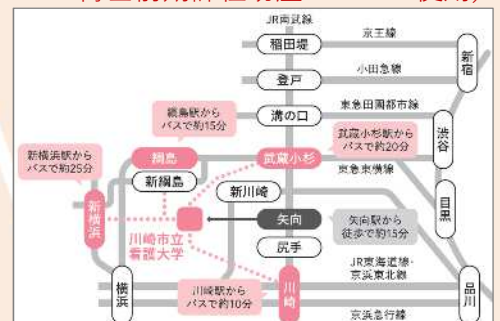 JR南武線
京王線
稲田堤
新宿
小田急線
登戸
東急田園都市線
溝の口
綱島駅から
バスで約15分
武蔵小杉駅から
バスで約20分
渋谷
新横浜駅から
バスで約25分
綱島
武蔵小杉
東急東横線
新綱島
新川崎
目黒
新横浜
矢向
矢向駅から
徒歩で約15分
川崎市立
看護大学
尻手
JR東海道線・
京浜東北線
川崎駅から
バスで約10分
川崎
横浜
品川
京浜急行線